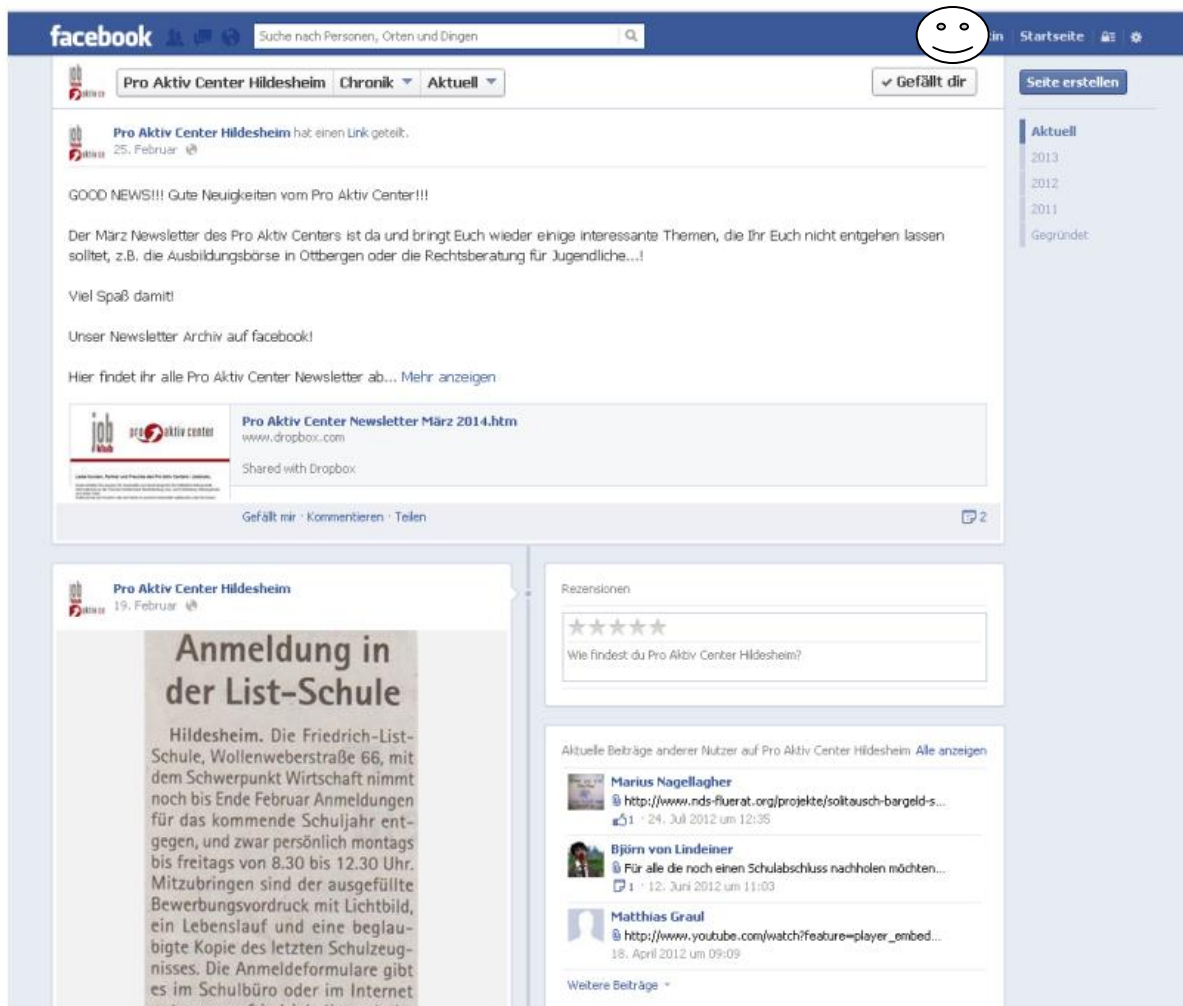 facebook
Suche nach Personen, Orten und Dingen
in Startseite
Pro Aktiv Center Hildesheim Chronik Aktuell
Gefällt dir
Seite erstellen
Aktuell
2013
2012
2011
Gegründet
Pro Aktiv Center Hildesheim hat einen Link geteilt.
25. Februar
GOOD NEWS!!! Gute Neuigkeiten vom Pro Aktiv Center!!!
Der März Newsletter des Pro Aktiv Centers ist da und bringt Euch wieder einige interessante Themen, die Ihr Euch nicht entgehen lassen
solltet, z.B. die Ausbildungsbörse in Ottbergen oder die Rechtsberatung für Jugendliche...!
Viel Spaß damit!
Unser Newsletter Archiv auf facebook!
Hier findet ihr alle Pro Aktiv Center Newsletter ab... Mehr anzeigen
job
pro aktiv center
Pro Aktiv Center Newsletter März 2014.htm
www.dropbox.com
Shared with Dropbox
Gefällt mir · Kommentieren · Teilen
2
Pro Aktiv Center Hildesheim
19. Februar
Anmeldung in
der List-Schule
Hildesheim. Die Friedrich-List-
Schule, Wollenweberstraße 66, mit
dem Schwerpunkt Wirtschaft nimmt
noch bis Ende Februar Anmeldungen
für das kommende Schuljahr ent-
gegen, und zwar persönlich montags
bis freitags von 8.30 bis 12.30 Uhr.
Mitzubringen sind der ausgefüllte
Bewerbungsvordruck mit Lichtbild,
ein Lebenslauf und eine beglau-
bigte Kopie des letzten Schulzeug-
nisses. Die Anmeldeformulare gibt
es im Schulbüro oder im Internet
Rezensionen
Wie findest du Pro Aktiv Center Hildesheim?
Aktuelle Beiträge anderer Nutzer auf Pro Aktiv Center Hildesheim Alle anzeigen
Marius Nagellagher
http://www.nds-fluerat.org/projekte/solitausch-bargeld-s...
1 · 24. Juli 2012 um 12:35
Björn von Lindeiner
Für alle die noch einen Schulabschluss nachholen möchten...
1 · 12. Juni 2012 um 11:03
Matthias Graul
http://www.youtube.com/watch?feature=player_embed...
18. April 2012 um 09:09
Weitere Beiträge